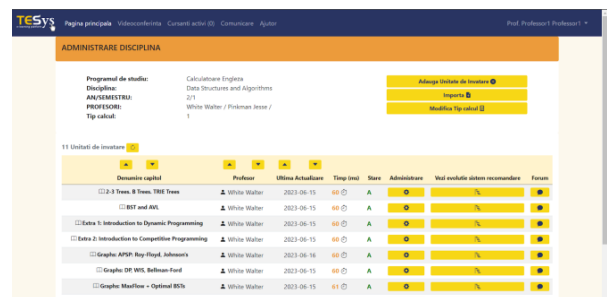 TESys
Pagina principala Videoconferinta Cursanti activi (0) Comunicare Ajutor Prof. Professor1 Professor1
ADMINISTRARE DISCIPLINA
Programul de studiu: Calculatoare Engleza
Disciplina: Data Structures and Algorithms
AN/SEMESTRU: 2/1
PROFESORI: White Walter / Pinkman Jesse /
Tip calcul: 1
Adauga Unitate de Invatare
Importa
Modifica Tip calcul
11 Unitati de invatare
Denumire capitol Profesor Ultima Actualizare Timp (ms) Stare Administrare Vezi evolutie sistem recomandare Forum
2-3 Trees. B Trees. TRIE Trees White Walter 2023-06-15 60 A
BST and AVL White Walter 2023-06-15 60 A
Extra 1: Introduction to Dynamic Programming White Walter 2023-06-15 60 A
Extra 2: Introduction to Competitive Programming White Walter 2023-06-15 60 A
Graphs: APSP: Roy-Floyd, Johnson's White Walter 2023-06-16 60 A
Graphs: DP, WIS, Bellman-Ford White Walter 2023-06-15 60 A
Graphs: MaxFlow + Optimal BSTs White Walter 2023-06-15 61 A